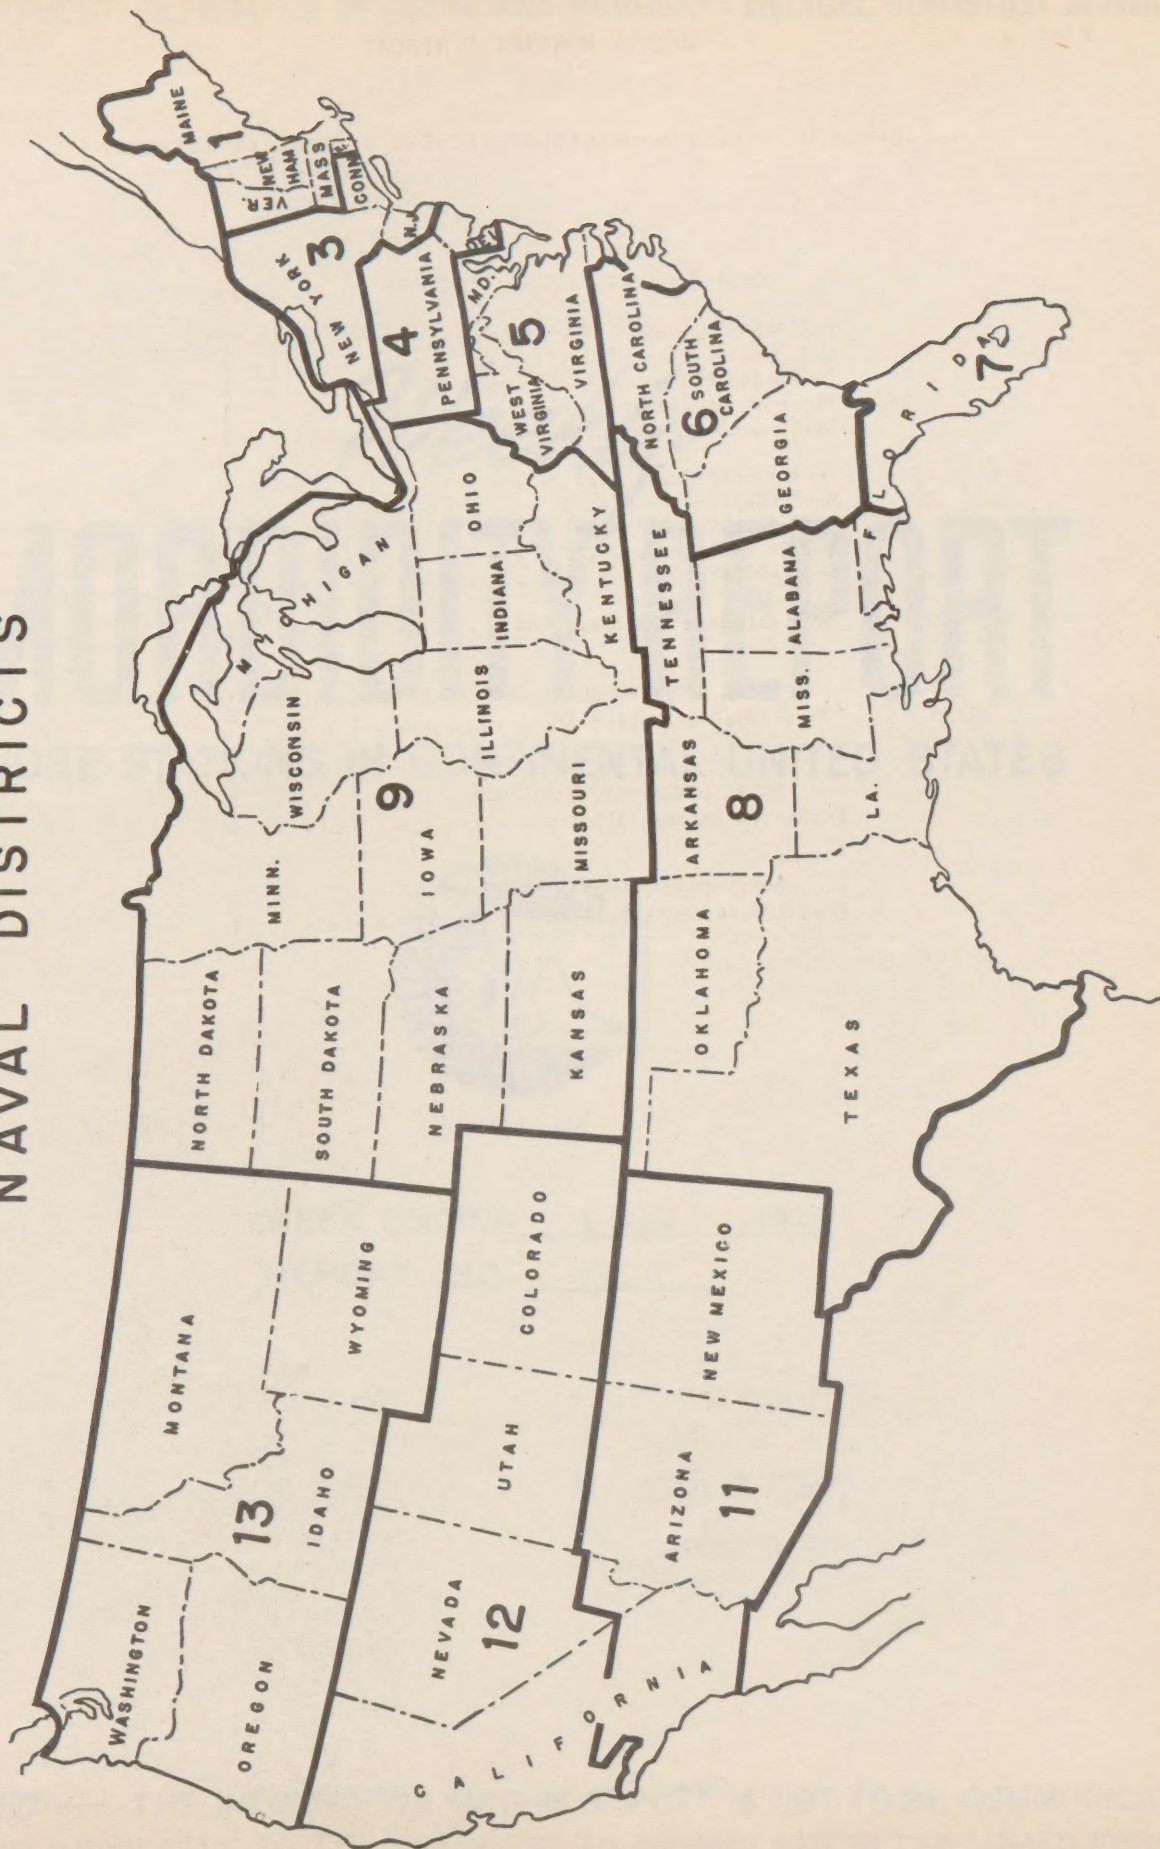 NAVAL DISTRICTS
WASHINGTON
OREGON
CALIFORNIA
NEVADA
12
IDAHO
13
MONTANA
WYOMING
UTAH
COLORADO
ARIZONA
11
NEW MEXICO
NORTH DAKOTA
SOUTH DAKOTA
NEBRASKA
KANSAS
OKLAHOMA
TEXAS
MINN.
IOWA
MISSOURI
9
WISCONSIN
ILLINOIS
MICHIGAN
INDIANA
OHIO
KENTUCKY
TENNESSEE
ARKANSAS
8
LA.
MISS.
ALABAMA
GEORGIA
FLORIDA
7
6
SOUTH
CAROLINA
NORTH CAROLINA
WEST
VIRGINIA
VIRGINIA
5
MD.
DEL
PENNSYLVANIA
4
N.J.
NEW YORK
3
VER.
NEW
HAM
MASS
CONN
MAINE
1